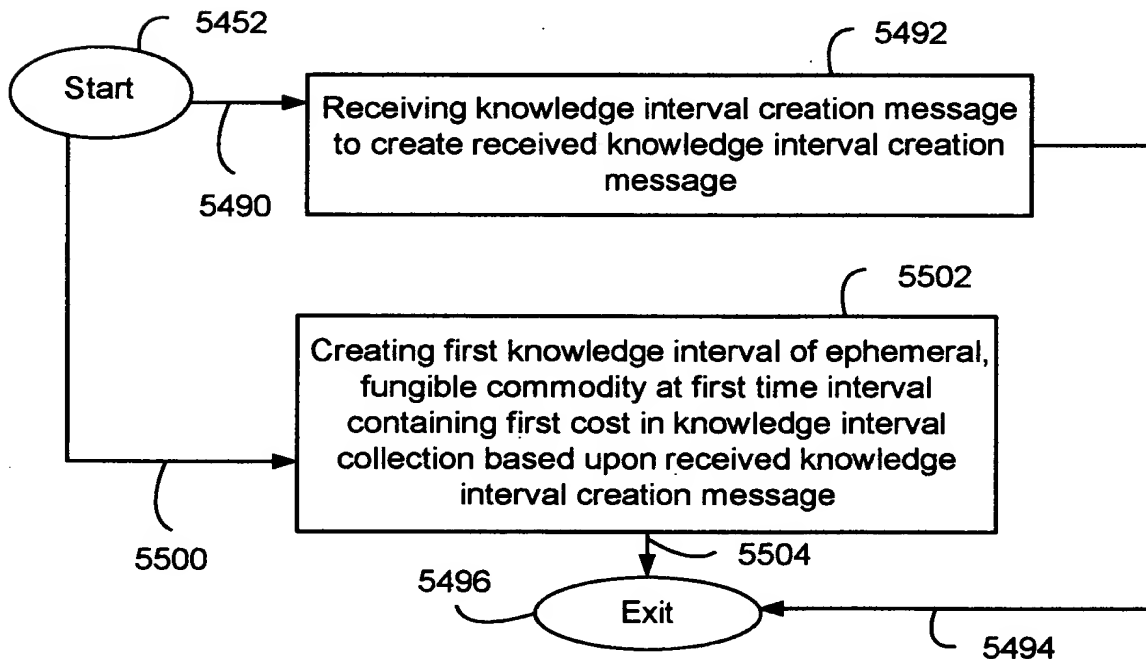 5452
Start
5492
Receiving knowledge interval creation message
to create received knowledge interval creation
message
5490
5502
Creating first knowledge interval of ephemeral,
fungible commodity at first time interval
containing first cost in knowledge interval
collection based upon received knowledge
interval creation message
5500
5504
5496
Exit
5494